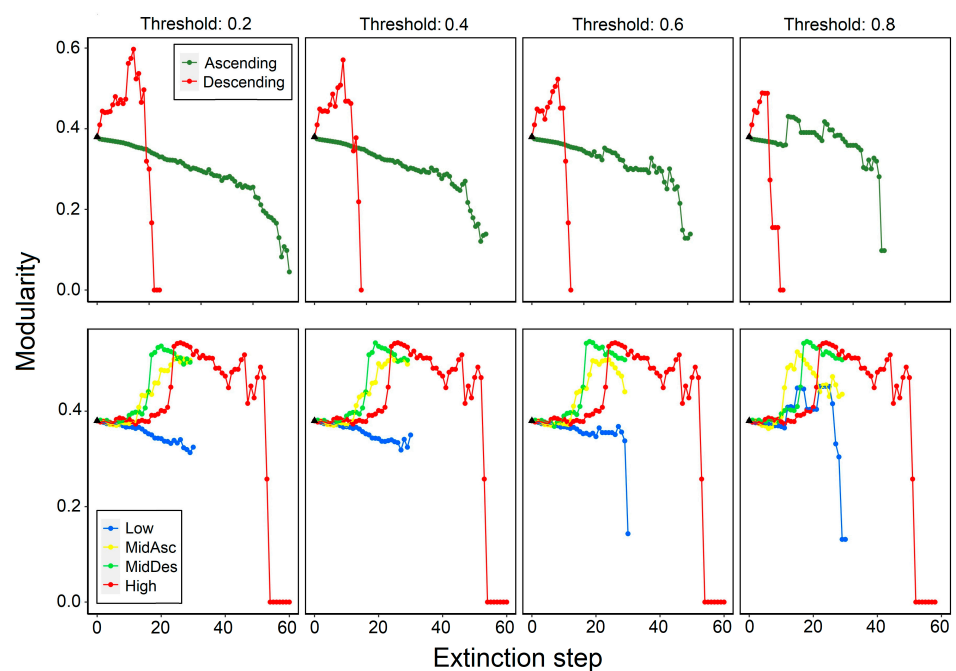 Threshold: 0.2 Threshold: 0.4 Threshold: 0.6 Threshold: 0.8
0.6
0.4
0.2
0.0
Ascending
Descending
Modularity
0.4
0.2
0.0
Low
MidAsc
MidDes
High
0 20 40 60 0 20 40 60 0 20 40 60 0 20 40 60
Extinction step